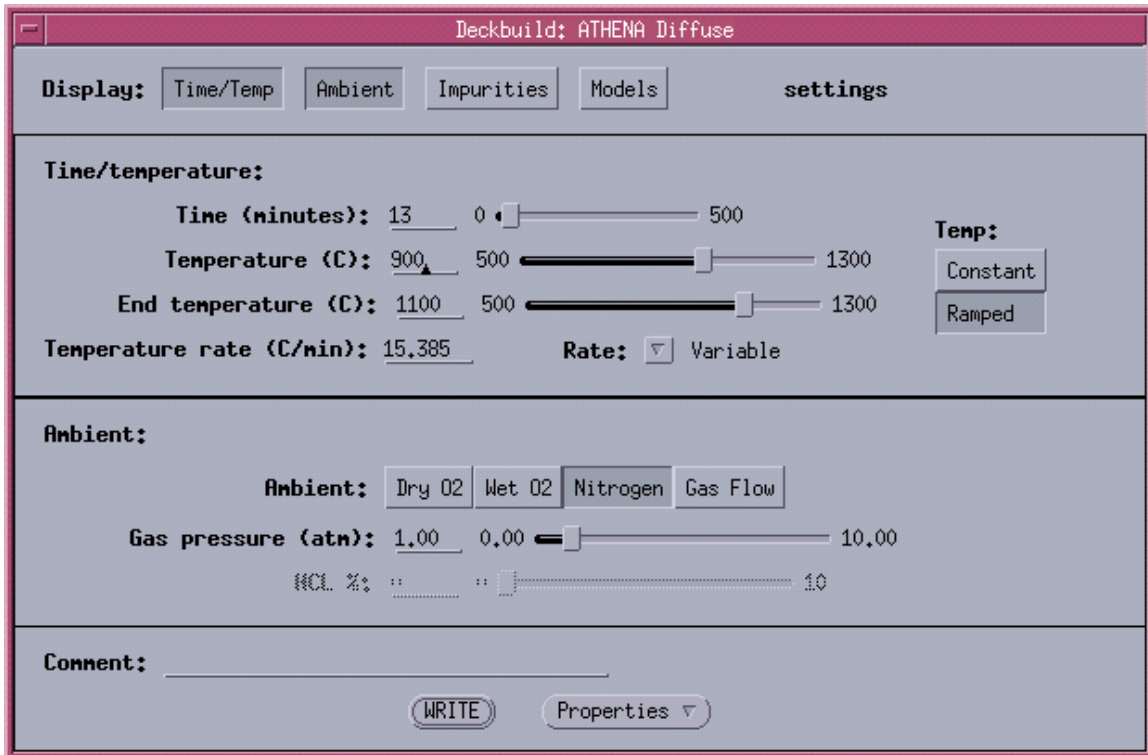 Deckbuild: ATHENA Diffuse
Display: Time/Temp Ambient Impurities Models settings
Time/temperature:
Time (minutes): 13 0 500
Temp:
Temperature (C): 900 500 1300
Constant
End temperature (C): 1100 500 1300
Ramped
Temperature rate (C/min): 15.385 Rate: Variable
Ambient:
Ambient: Dry O2 Wet O2 Nitrogen Gas Flow
Gas pressure (atm): 1.00 0.00 10.00
HCL %: 10
Comment:
WRITE Properties